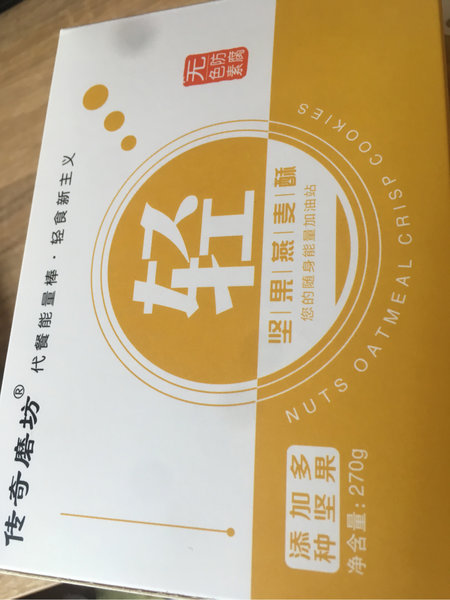 传奇磨坊®
代餐能量棒·轻食新主义
无
防腐
色素
轻
坚|果|燕|麦|酥
您的随身能量加油站
NUTS OATMEAL CRISP COOKIES
添加多
种坚果
净含量:270g